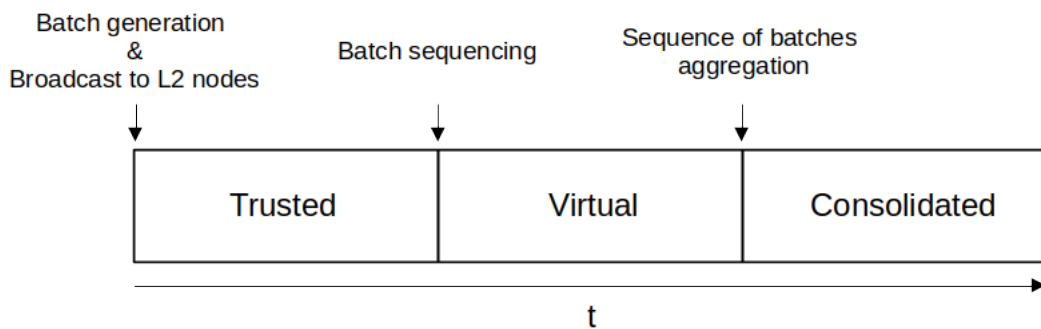 Batch generation
&
Broadcast to L2 nodes
Batch sequencing
Sequence of batches
aggregation
Trusted
Virtual
Consolidated
t